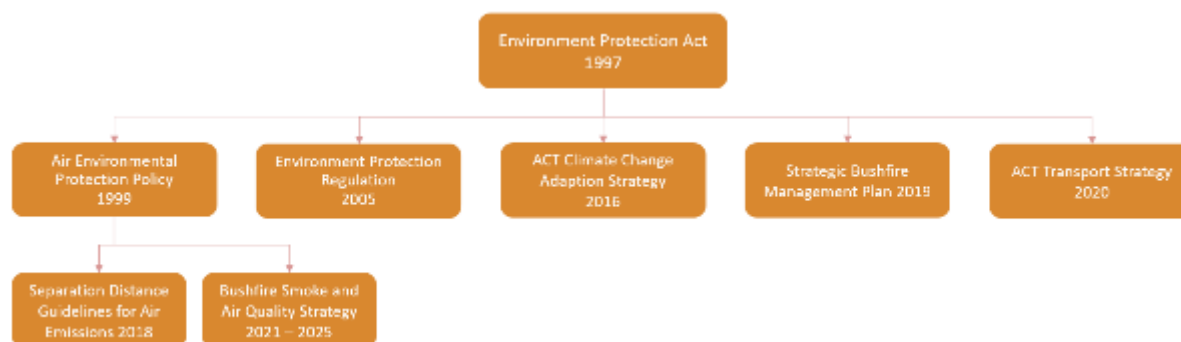 Environment Protection Act
1997
Air Environmental
Protection Policy
1999
Environment Protection
Regulation
2005
ACT Climate Change
Adaption Strategy
2016
Strategic Bushfire
Management Plan 2019
ACT Transport Strategy
2020
Separation Distance
Guidelines for Air
Emissions 2018
Bushfire Smoke and
Air Quality Strategy
2021 – 2025